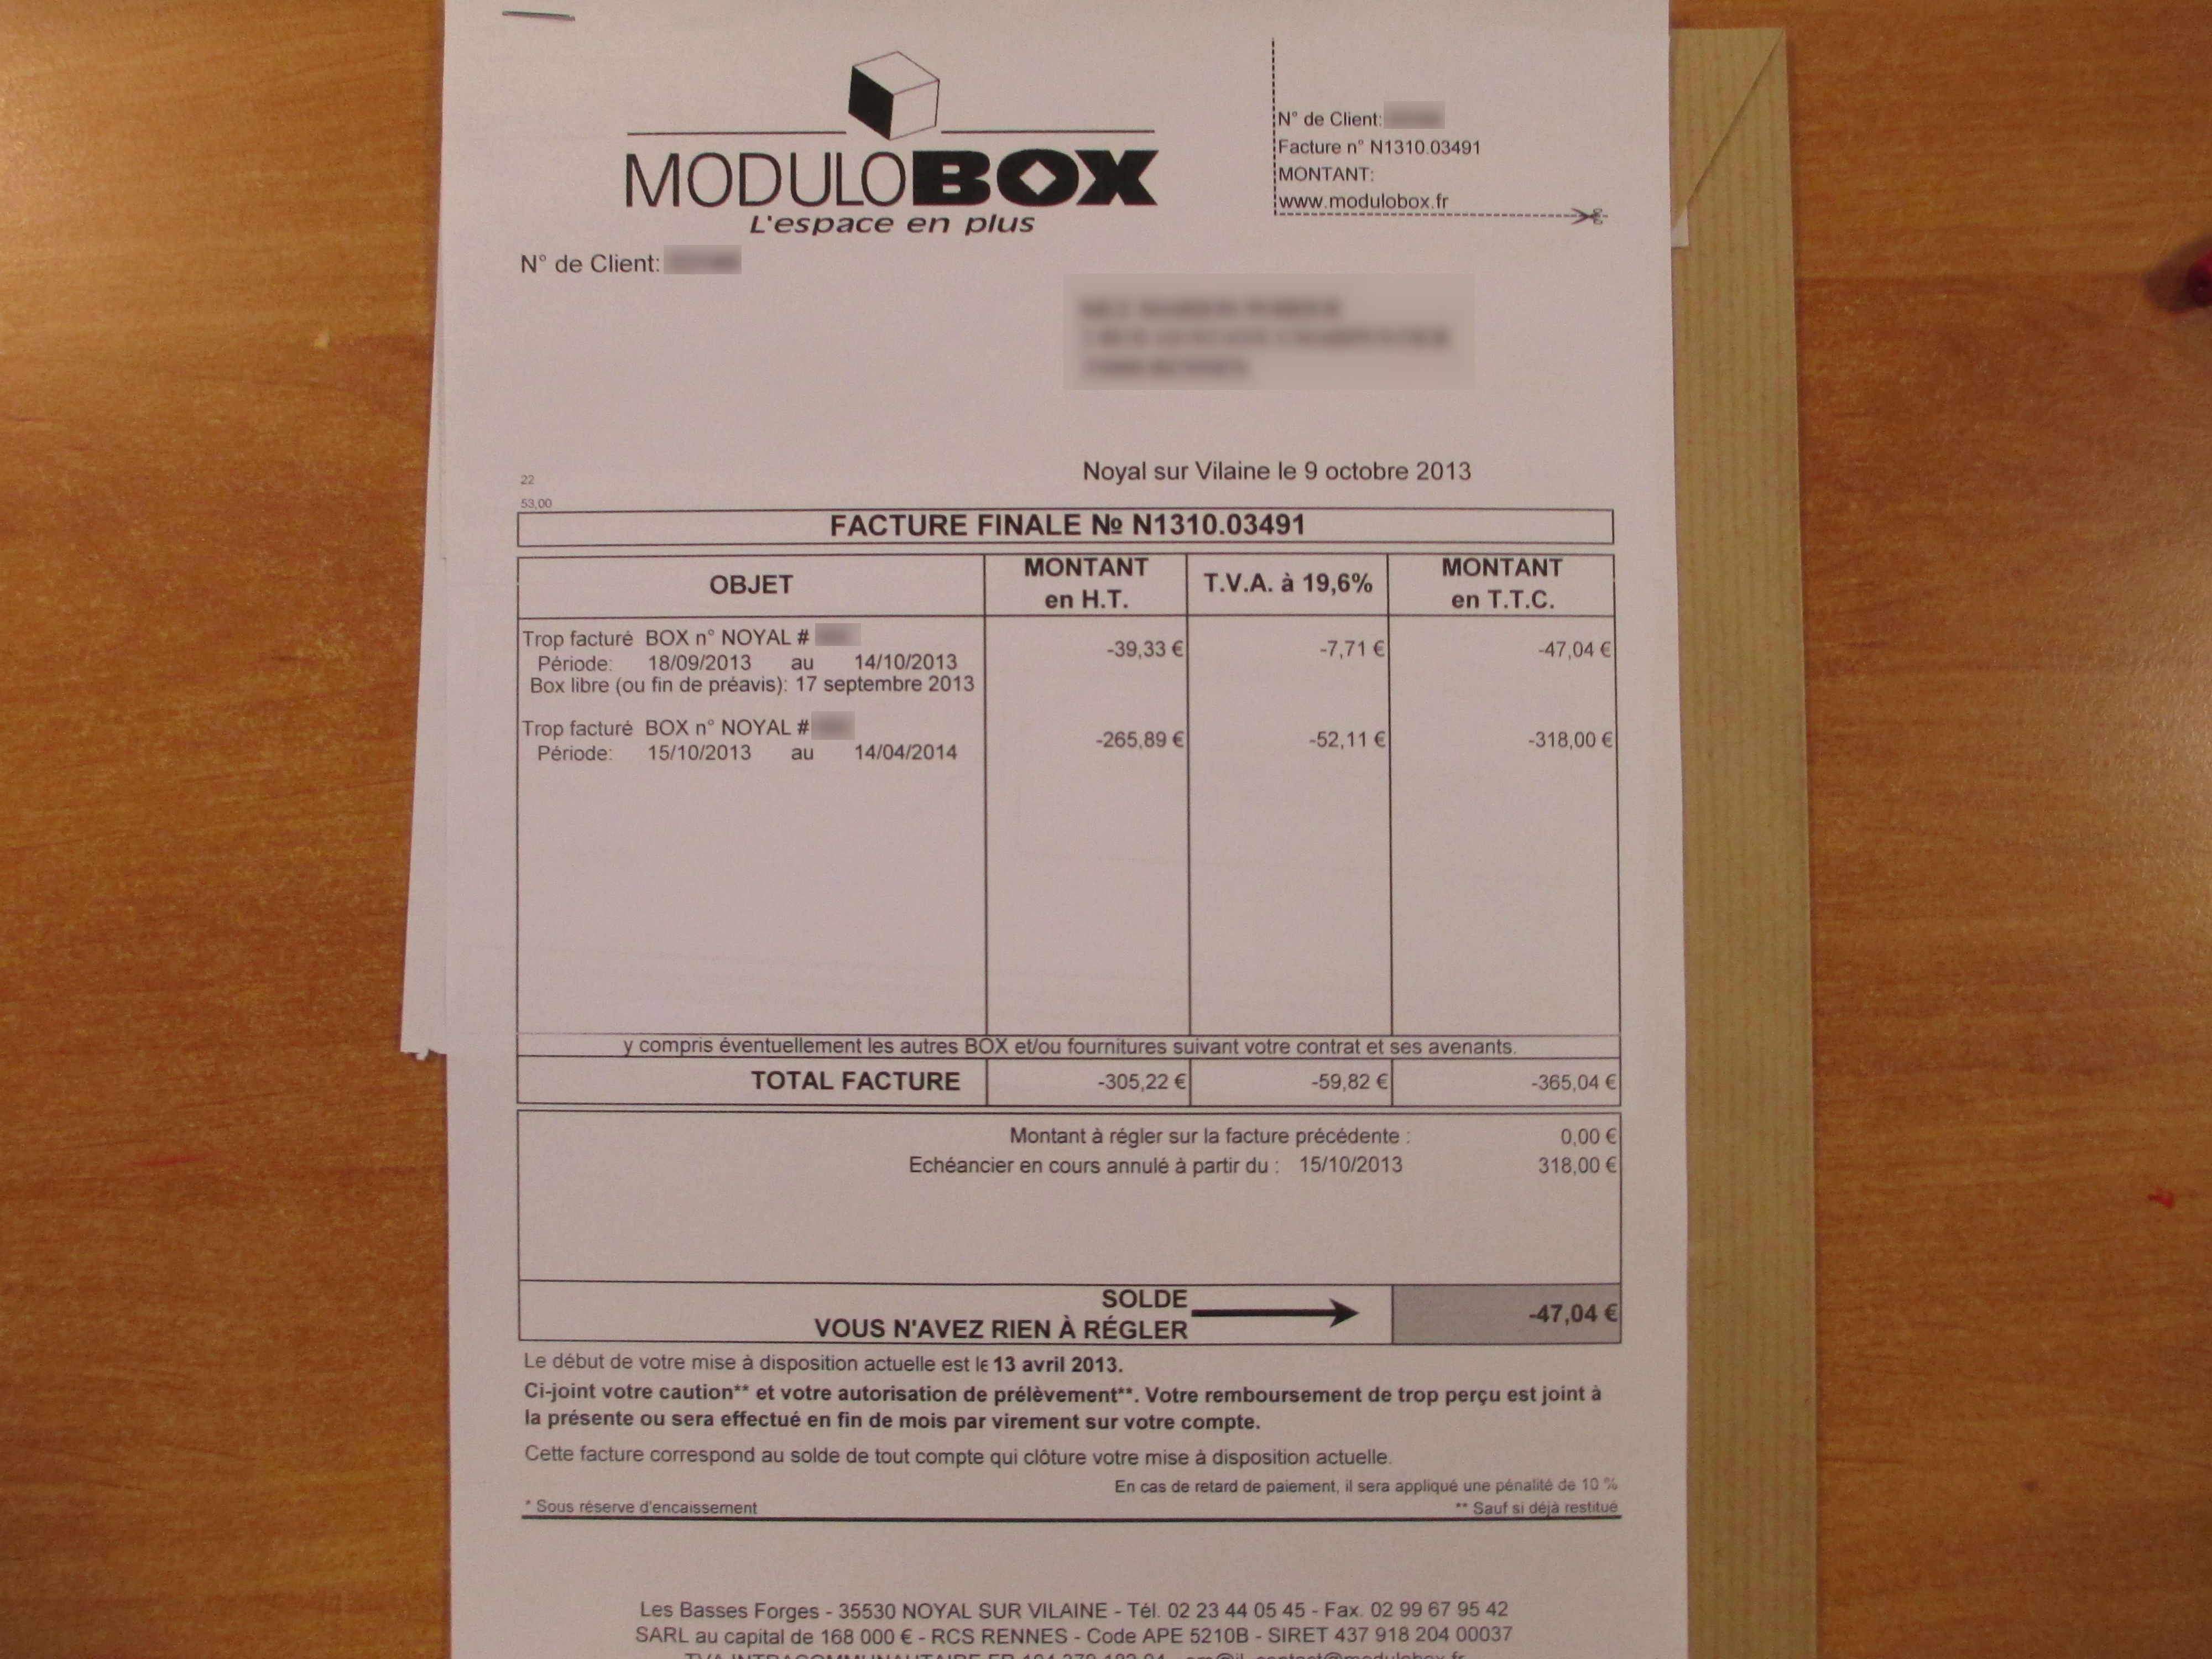 MODULOBOX
L'espace en plus
N° de Client:
Facture n° N1310.03491
MONTANT:
www.modulobox.fr
N° de Client:
Noyal sur Vilaine le 9 octobre 2013
22
53,00
FACTURE FINALE № N1310.03491
OBJET MONTANT en H.T. T.V.A. à 19,6% MONTANT en T.T.C.
Trop facturé BOX n° NOYAL # -39,33 € -7,71 € -47,04 €
Période: 18/09/2013 au 14/10/2013
Box libre (ou fin de préavis): 17 septembre 2013
Trop facturé BOX n° NOYAL # -265,89 € -52,11 € -318,00 €
Période: 15/10/2013 au 14/04/2014
y compris éventuellement les autres BOX et/ou fournitures suivant votre contrat et ses avenants.
TOTAL FACTURE -305,22 € -59,82 € -365,04 €
Montant à régler sur la facture précédente : 0,00 €
Echéancier en cours annulé à partir du : 15/10/2013 318,00 €
SOLDE
VOUS N'AVEZ RIEN À RÉGLER -47,04 €
Le début de votre mise à disposition actuelle est le 13 avril 2013.
Ci-joint votre caution** et votre autorisation de prélèvement**. Votre remboursement de trop perçu est joint à
la présente ou sera effectué en fin de mois par virement sur votre compte.
Cette facture correspond au solde de tout compte qui clôture votre mise à disposition actuelle.
En cas de retard de paiement, il sera appliqué une pénalité de 10 %
* Sous réserve d'encaissement ** Sauf si déjà restitué
Les Basses Forges - 35530 NOYAL SUR VILAINE - Tél. 02 23 44 05 45 - Fax. 02 99 67 95 42
SARL au capital de 168 000 € - RCS RENNES - Code APE 5210B - SIRET 437 918 204 00037